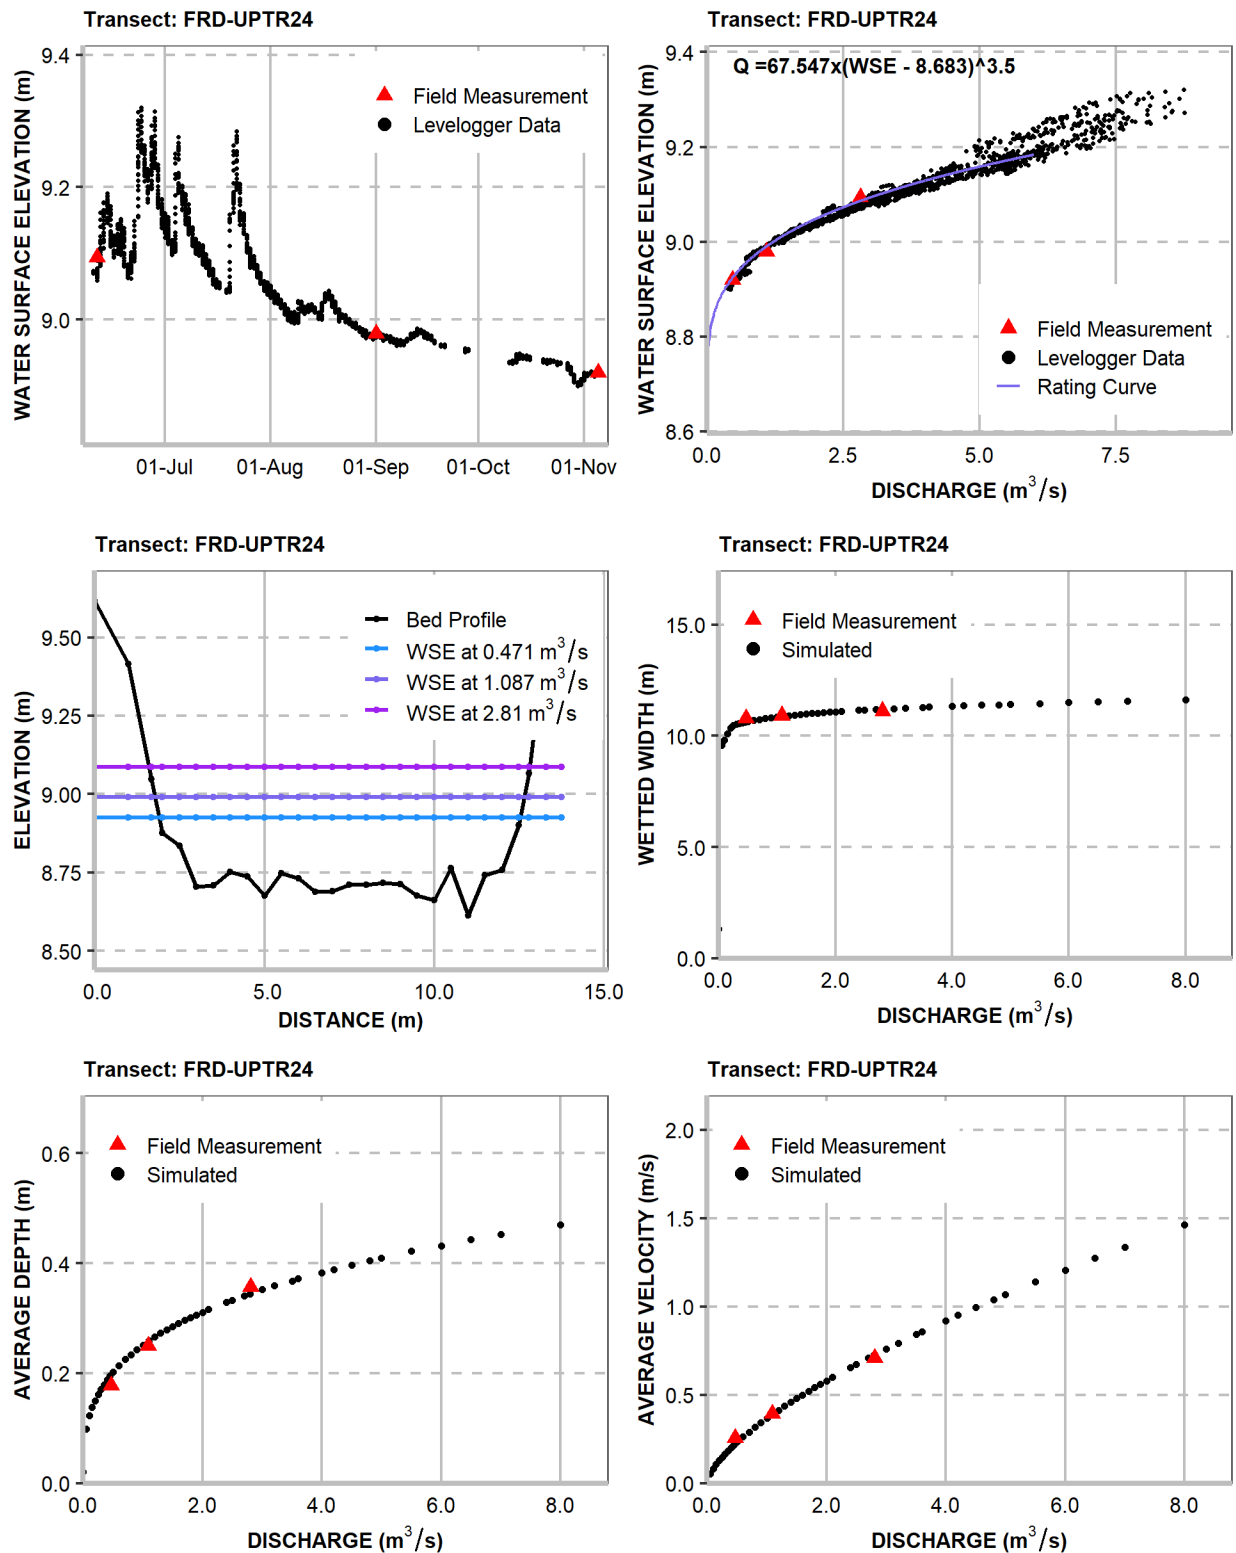 Transect: FRD-UPTR24
WATER SURFACE ELEVATION (m)
9.4
9.2
9.0
Field Measurement
Levelogger Data
01-Jul
01-Aug
01-Sep
01-Oct
01-Nov
Transect: FRD-UPTR24
WATER SURFACE ELEVATION (m)
9.4
9.2
9.0
8.8
8.6
Q =67.547x(WSE - 8.683)^3.5
Field Measurement
Levelogger Data
Rating Curve
0.0
2.5
5.0
7.5
DISCHARGE (m³/s)
Transect: FRD-UPTR24
ELEVATION (m)
9.50
9.25
9.00
8.75
8.50
Bed Profile
WSE at 0.471 m³/s
WSE at 1.087 m³/s
WSE at 2.81 m³/s
0.0
5.0
10.0
15.0
DISTANCE (m)
Transect: FRD-UPTR24
WETTED WIDTH (m)
15.0
10.0
5.0
0.0
Field Measurement
Simulated
0.0
2.0
4.0
6.0
8.0
DISCHARGE (m³/s)
Transect: FRD-UPTR24
AVERAGE DEPTH (m)
0.6
0.4
0.2
0.0
Field Measurement
Simulated
0.0
2.0
4.0
6.0
8.0
DISCHARGE (m³/s)
Transect: FRD-UPTR24
AVERAGE VELOCITY (m/s)
2.0
1.5
1.0
0.5
0.0
Field Measurement
Simulated
0.0
2.0
4.0
6.0
8.0
DISCHARGE (m³/s)